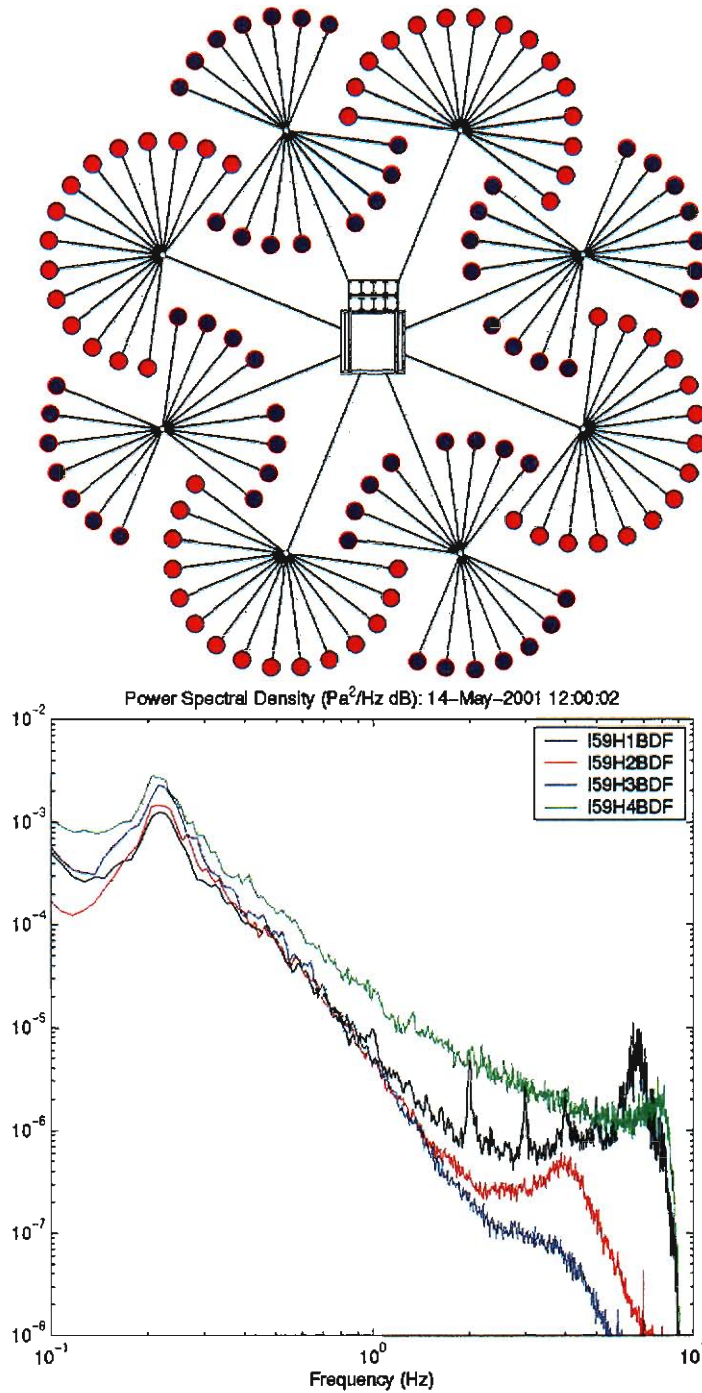 Power Spectral Density (Pa²/Hz dB): 14–May–2001 12:00:02
I59H1BDF
I59H2BDF
I59H3BDF
I59H4BDF
10⁻²
10⁻³
10⁻⁴
10⁻⁵
10⁻⁶
10⁻⁷
10⁻⁸
10⁻¹
10⁰
10¹
Frequency (Hz)